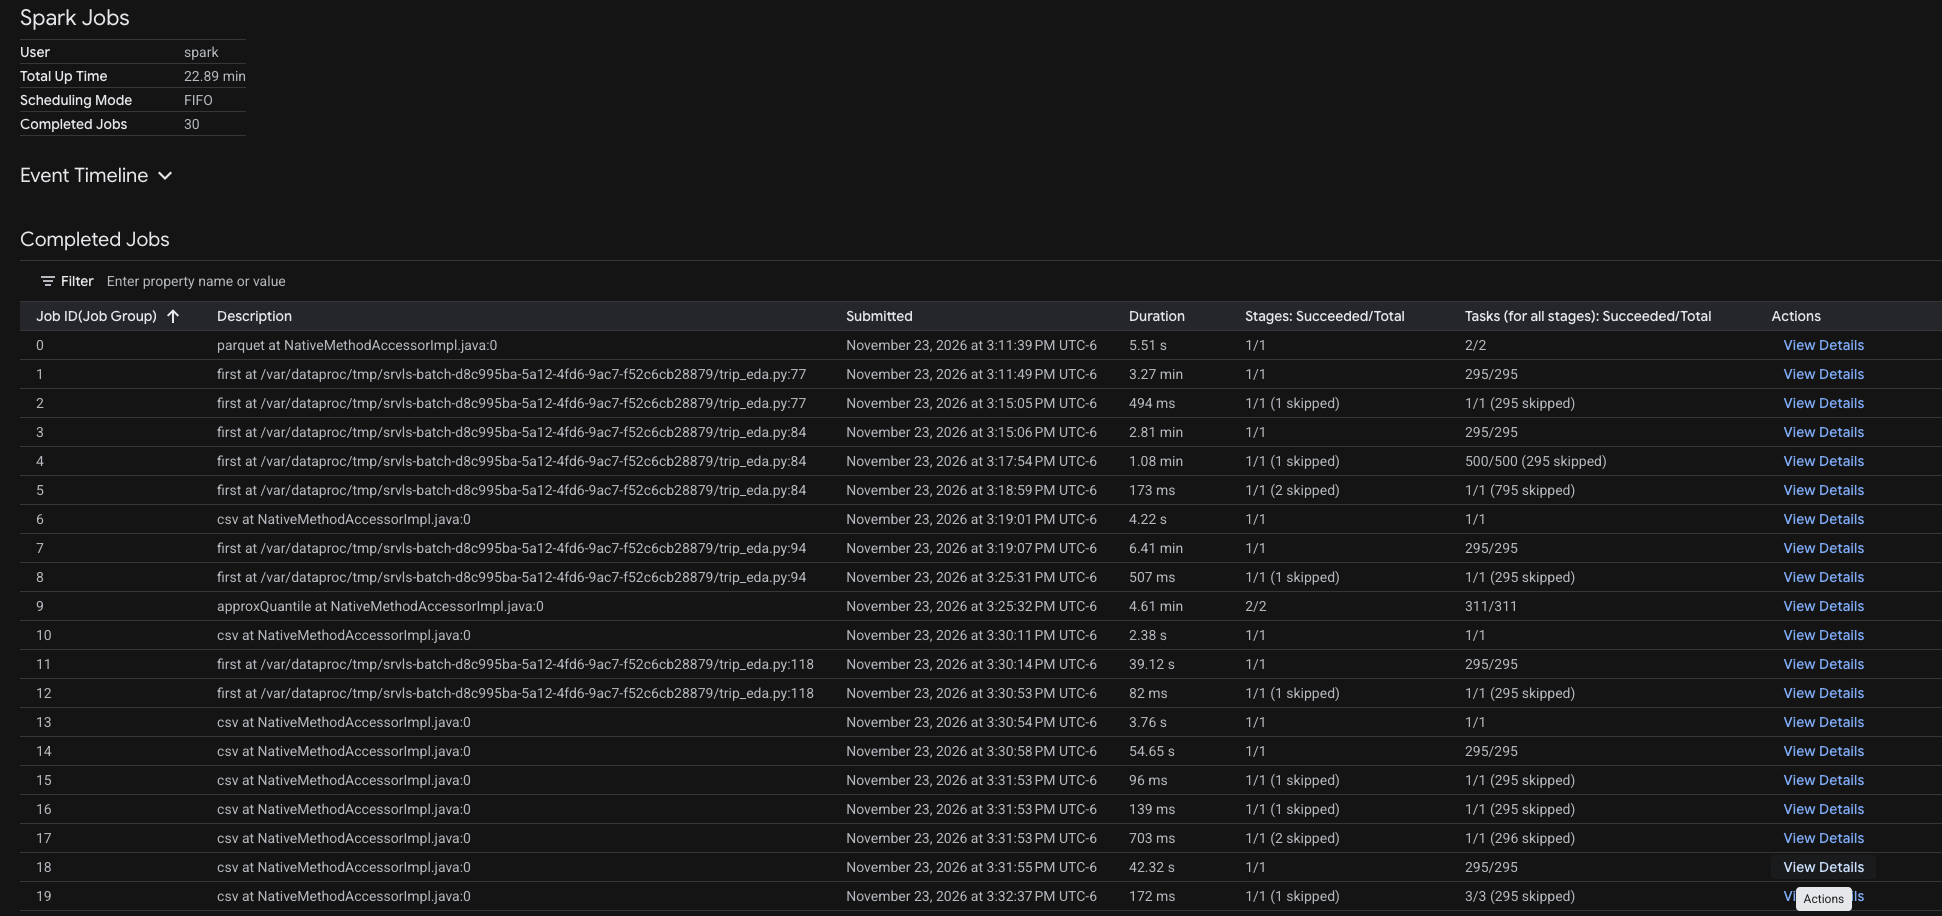 Spark Jobs
User spark
Total Up Time 22.89 min
Scheduling Mode FIFO
Completed Jobs 30
Event Timeline
Completed Jobs
Filter Enter property name or value
Job ID(Job Group) Description Submitted Duration Stages: Succeeded/Total Tasks (for all stages): Succeeded/Total Actions
0 parquet at NativeMethodAccessorImpl.java:0 November 23, 2026 at 3:11:39 PM UTC-6 5.51 s 1/1 2/2 View Details
1 first at /var/dataproc/tmp/srvls-batch-d8c995ba-5a12-4fd6-9ac7-f52c6cb28879/trip_eda.py:77 November 23, 2026 at 3:11:49 PM UTC-6 3.27 min 1/1 295/295 View Details
2 first at /var/dataproc/tmp/srvls-batch-d8c995ba-5a12-4fd6-9ac7-f52c6cb28879/trip_eda.py:77 November 23, 2026 at 3:15:05 PM UTC-6 494 ms 1/1 (1 skipped) 1/1 (295 skipped) View Details
3 first at /var/dataproc/tmp/srvls-batch-d8c995ba-5a12-4fd6-9ac7-f52c6cb28879/trip_eda.py:84 November 23, 2026 at 3:15:06 PM UTC-6 2.81 min 1/1 295/295 View Details
4 first at /var/dataproc/tmp/srvls-batch-d8c995ba-5a12-4fd6-9ac7-f52c6cb28879/trip_eda.py:84 November 23, 2026 at 3:17:54 PM UTC-6 1.08 min 1/1 (1 skipped) 500/500 (295 skipped) View Details
5 first at /var/dataproc/tmp/srvls-batch-d8c995ba-5a12-4fd6-9ac7-f52c6cb28879/trip_eda.py:84 November 23, 2026 at 3:18:59 PM UTC-6 173 ms 1/1 (2 skipped) 1/1 (795 skipped) View Details
6 csv at NativeMethodAccessorImpl.java:0 November 23, 2026 at 3:19:01 PM UTC-6 4.22 s 1/1 1/1 View Details
7 first at /var/dataproc/tmp/srvls-batch-d8c995ba-5a12-4fd6-9ac7-f52c6cb28879/trip_eda.py:94 November 23, 2026 at 3:19:07 PM UTC-6 6.41 min 1/1 295/295 View Details
8 first at /var/dataproc/tmp/srvls-batch-d8c995ba-5a12-4fd6-9ac7-f52c6cb28879/trip_eda.py:94 November 23, 2026 at 3:25:31 PM UTC-6 507 ms 1/1 (1 skipped) 1/1 (295 skipped) View Details
9 approxQuantile at NativeMethodAccessorImpl.java:0 November 23, 2026 at 3:25:32 PM UTC-6 4.61 min 2/2 311/311 View Details
10 csv at NativeMethodAccessorImpl.java:0 November 23, 2026 at 3:30:11 PM UTC-6 2.38 s 1/1 1/1 View Details
11 first at /var/dataproc/tmp/srvls-batch-d8c995ba-5a12-4fd6-9ac7-f52c6cb28879/trip_eda.py:118 November 23, 2026 at 3:30:14 PM UTC-6 39.12 s 1/1 295/295 View Details
12 first at /var/dataproc/tmp/srvls-batch-d8c995ba-5a12-4fd6-9ac7-f52c6cb28879/trip_eda.py:118 November 23, 2026 at 3:30:53 PM UTC-6 82 ms 1/1 (1 skipped) 1/1 (295 skipped) View Details
13 csv at NativeMethodAccessorImpl.java:0 November 23, 2026 at 3:30:54 PM UTC-6 3.76 s 1/1 1/1 View Details
14 csv at NativeMethodAccessorImpl.java:0 November 23, 2026 at 3:30:58 PM UTC-6 54.65 s 1/1 295/295 View Details
15 csv at NativeMethodAccessorImpl.java:0 November 23, 2026 at 3:31:53 PM UTC-6 96 ms 1/1 (1 skipped) 1/1 (295 skipped) View Details
16 csv at NativeMethodAccessorImpl.java:0 November 23, 2026 at 3:31:53 PM UTC-6 139 ms 1/1 (1 skipped) 1/1 (295 skipped) View Details
17 csv at NativeMethodAccessorImpl.java:0 November 23, 2026 at 3:31:53 PM UTC-6 703 ms 1/1 (2 skipped) 1/1 (296 skipped) View Details
18 csv at NativeMethodAccessorImpl.java:0 November 23, 2026 at 3:31:55 PM UTC-6 42.32 s 1/1 295/295 View Details
19 csv at NativeMethodAccessorImpl.java:0 November 23, 2026 at 3:32:37 PM UTC-6 172 ms 1/1 (1 skipped) 3/3 (295 skipped)
Actions